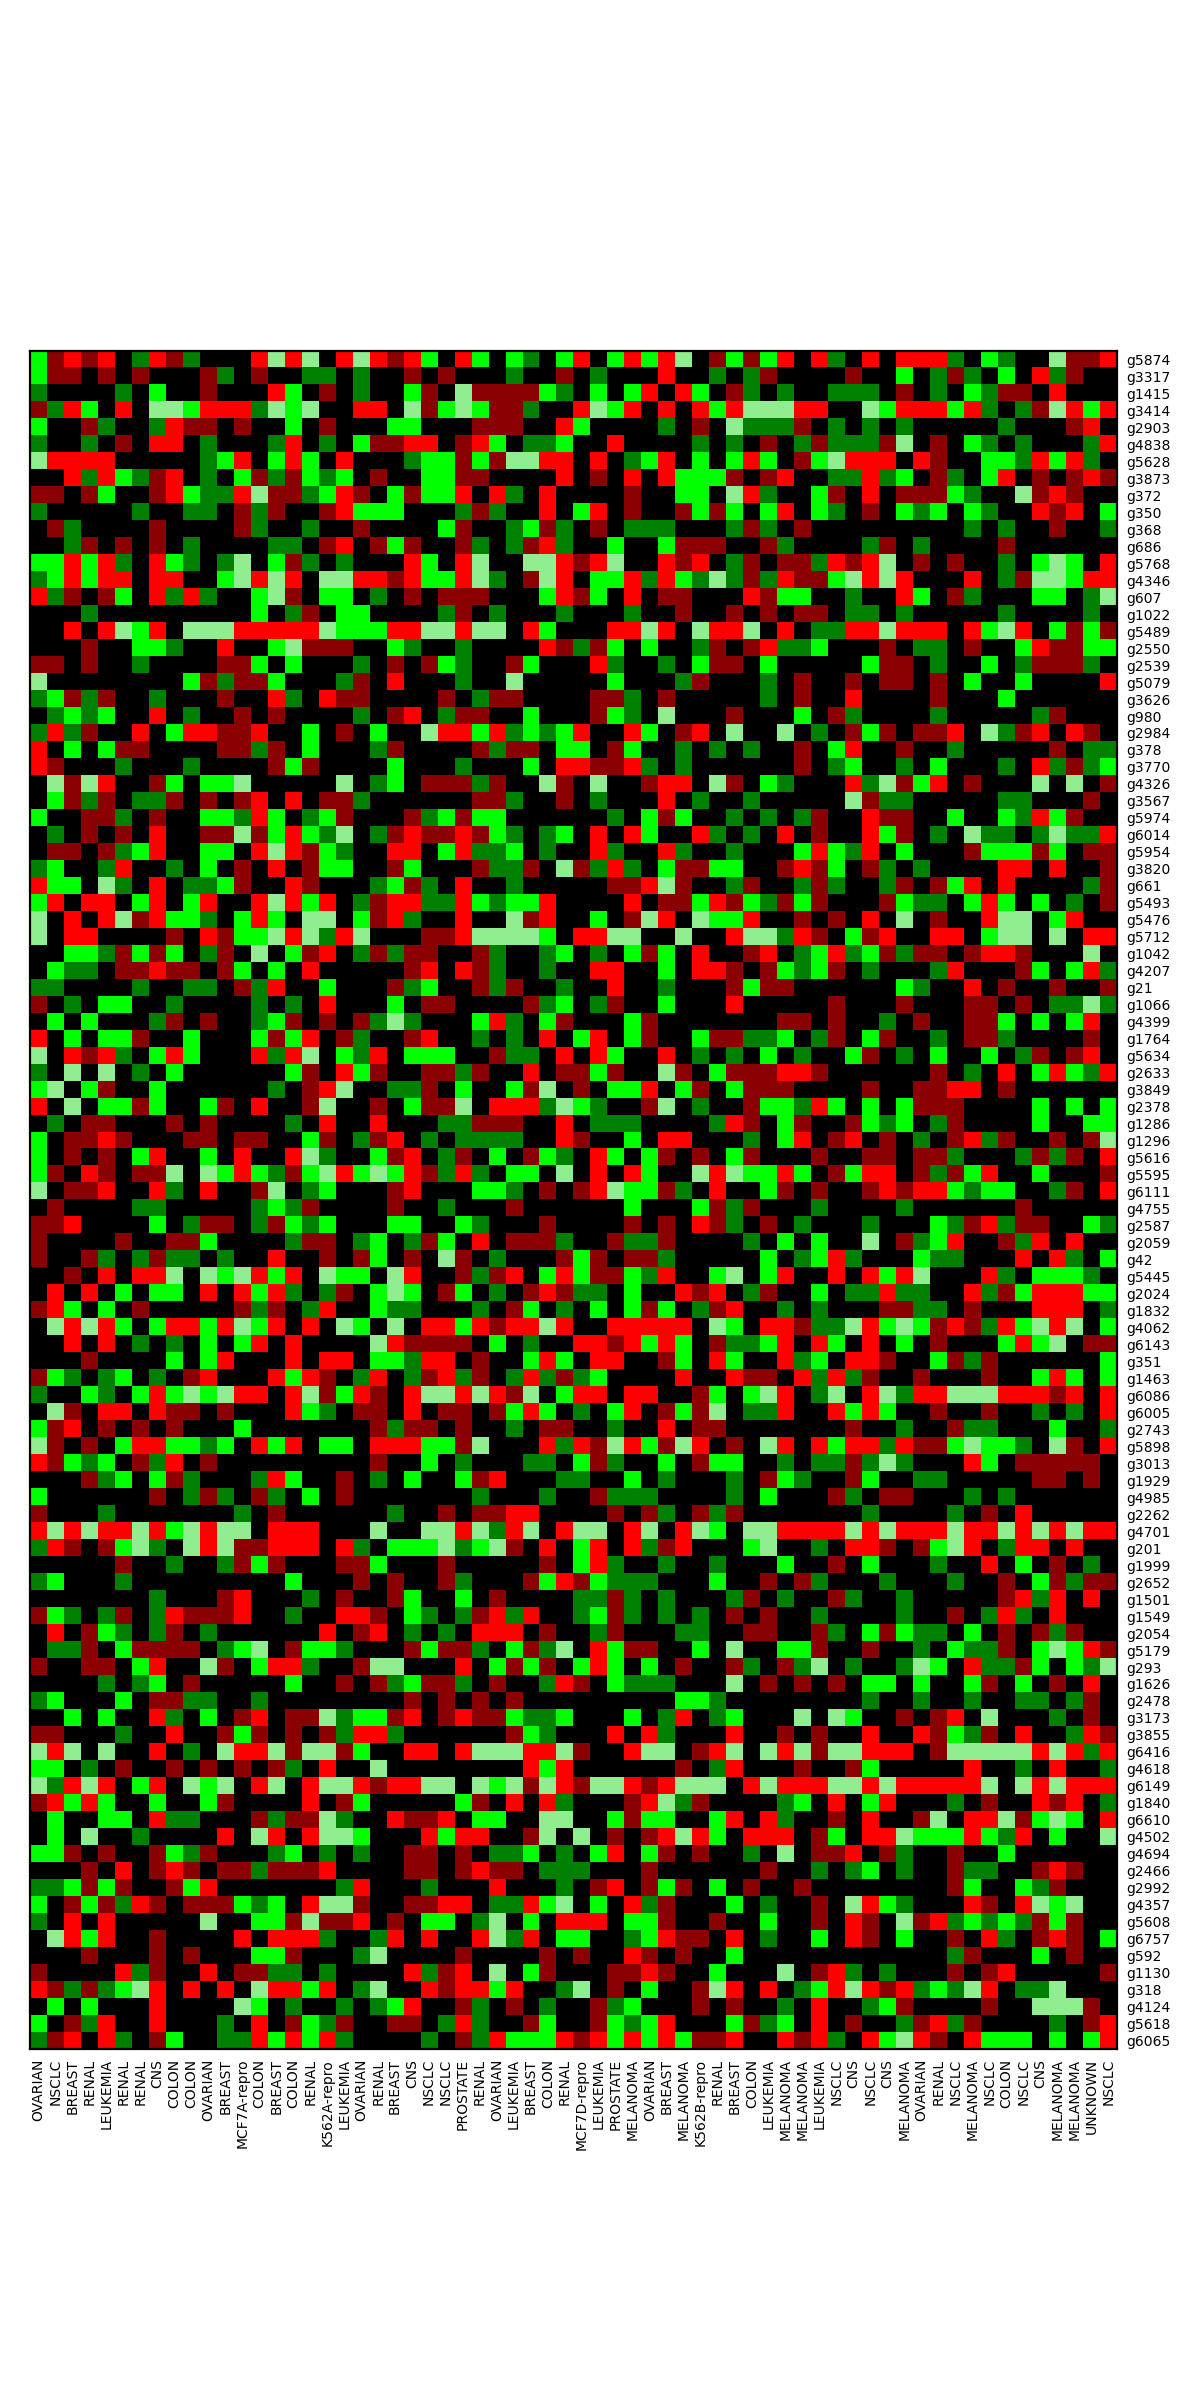 g5874
g3317
g1415
g3414
g2903
g4838
g5628
g3873
g372
g350
g368
g686
g5768
g4346
g607
g1022
g5489
g2550
g2539
g5079
g3626
g980
g2984
g378
g3770
g4326
g3567
g5974
g6014
g5954
g3820
g661
g5493
g5476
g5712
g1042
g4207
g21
g1066
g4399
g1764
g5634
g2633
g3849
g2378
g1286
g1296
g5616
g5595
g6111
g4755
g2587
g2059
g42
g5445
g2024
g1832
g4062
g6143
g351
g1463
g6086
g6005
g2743
g5898
g3013
g1929
g4985
g2262
g4701
g201
g1999
g2652
g1501
g1549
g2054
g5179
g293
g1626
g2478
g3173
g3855
g6416
g4618
g6149
g1840
g6610
g4502
g4694
g2466
g2992
g4357
g5608
g6757
g592
g1130
g318
g4124
g5618
g6065
OVARIAN
NSCLC
BREAST
RENAL
LEUKEMIA
RENAL
RENAL
CNS
COLON
COLON
OVARIAN
BREAST
MCF7A-repro
COLON
BREAST
COLON
RENAL
K562A-repro
LEUKEMIA
OVARIAN
RENAL
BREAST
CNS
NSCLC
NSCLC
PROSTATE
RENAL
OVARIAN
LEUKEMIA
BREAST
COLON
RENAL
MCF7D-repro
LEUKEMIA
PROSTATE
MELANOMA
OVARIAN
BREAST
MELANOMA
K562B-repro
RENAL
BREAST
COLON
LEUKEMIA
MELANOMA
MELANOMA
LEUKEMIA
NSCLC
CNS
NSCLC
CNS
MELANOMA
OVARIAN
RENAL
NSCLC
MELANOMA
NSCLC
COLON
NSCLC
CNS
MELANOMA
MELANOMA
UNKNOWN
NSCLC